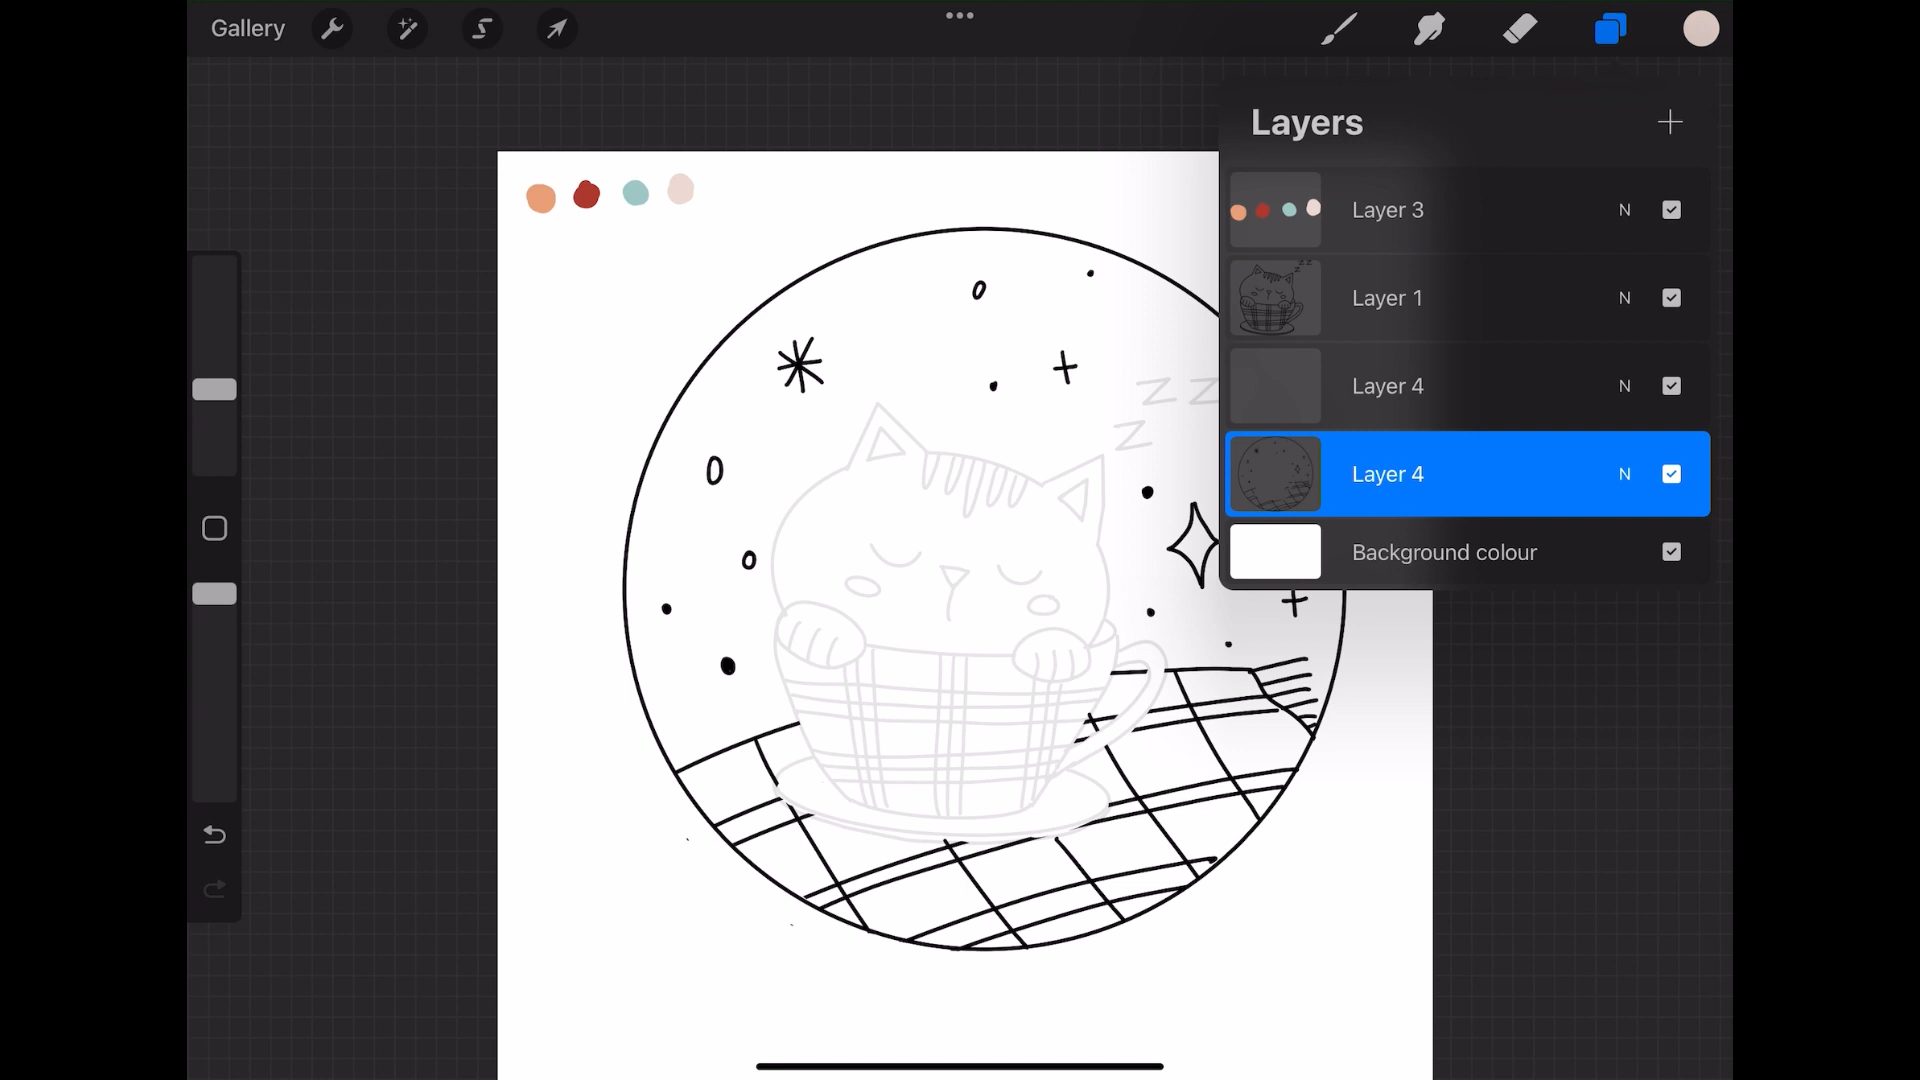 Gallery
Layers
Layer 3 N
Layer 1 N
Layer 4 N
Layer 4 N
Background colour
z z
z